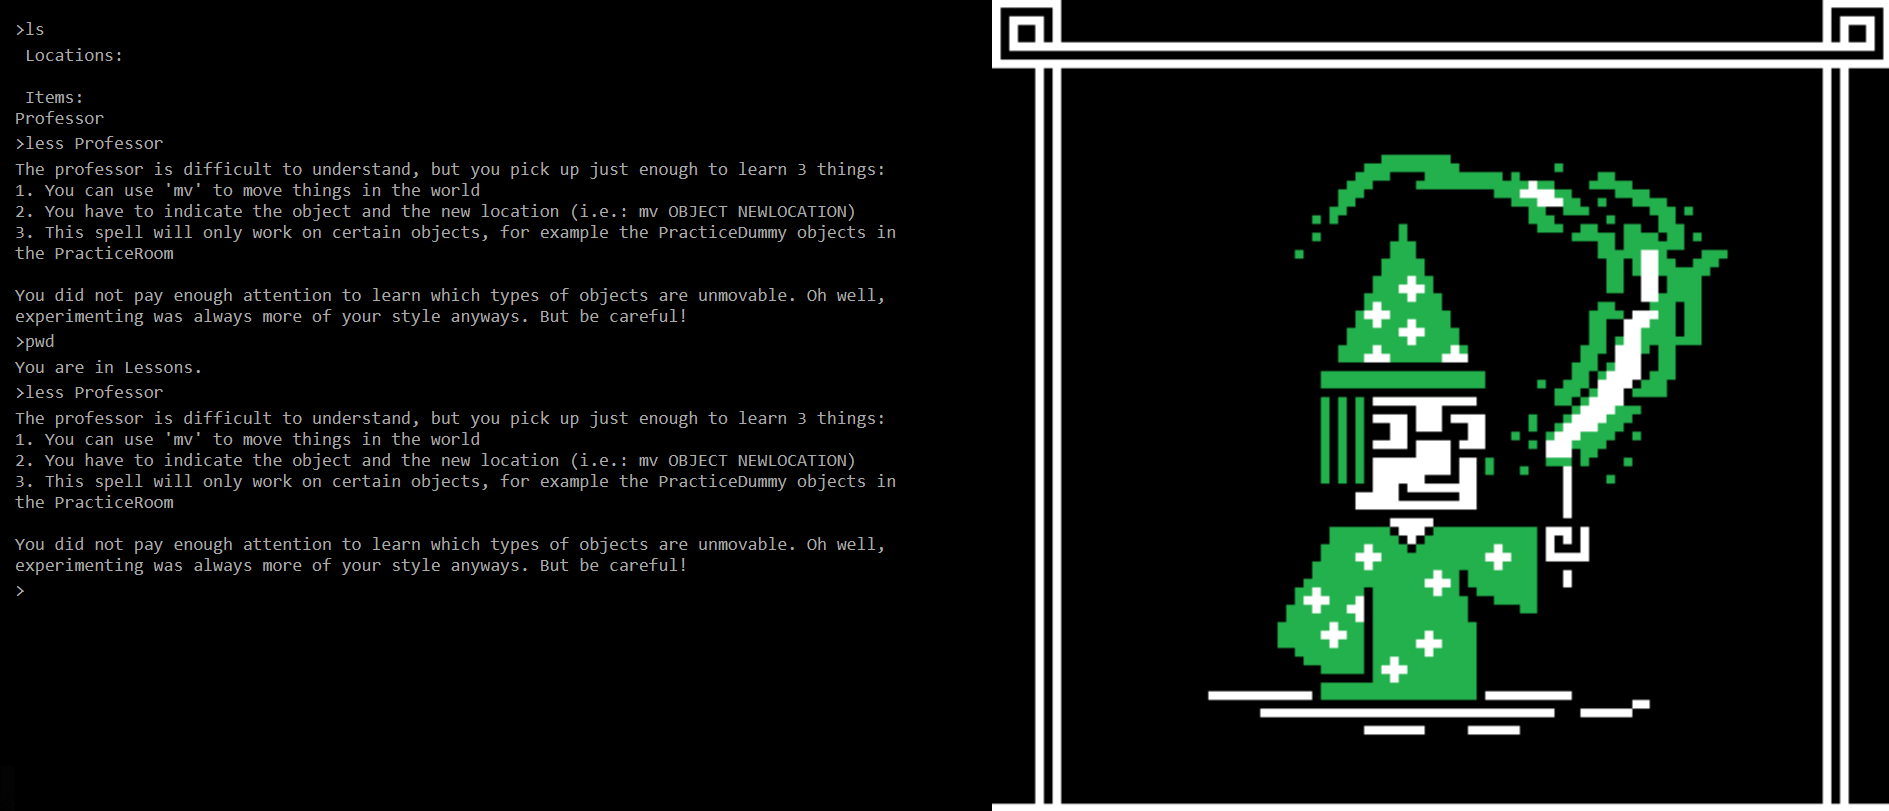 >ls
Locations:
Items:
Professor
>less Professor
The professor is difficult to understand, but you pick up just enough to learn 3 things:
1. You can use 'mv' to move things in the world
2. You have to indicate the object and the new location (i.e.: mv OBJECT NEWLOCATION)
3. This spell will only work on certain objects, for example the PracticeDummy objects in
the PracticeRoom
You did not pay enough attention to learn which types of objects are unmovable. Oh well,
experimenting was always more of your style anyways. But be careful!
>pwd
You are in Lessons.
>less Professor
The professor is difficult to understand, but you pick up just enough to learn 3 things:
1. You can use 'mv' to move things in the world
2. You have to indicate the object and the new location (i.e.: mv OBJECT NEWLOCATION)
3. This spell will only work on certain objects, for example the PracticeDummy objects in
the PracticeRoom
You did not pay enough attention to learn which types of objects are unmovable. Oh well,
experimenting was always more of your style anyways. But be careful!
>